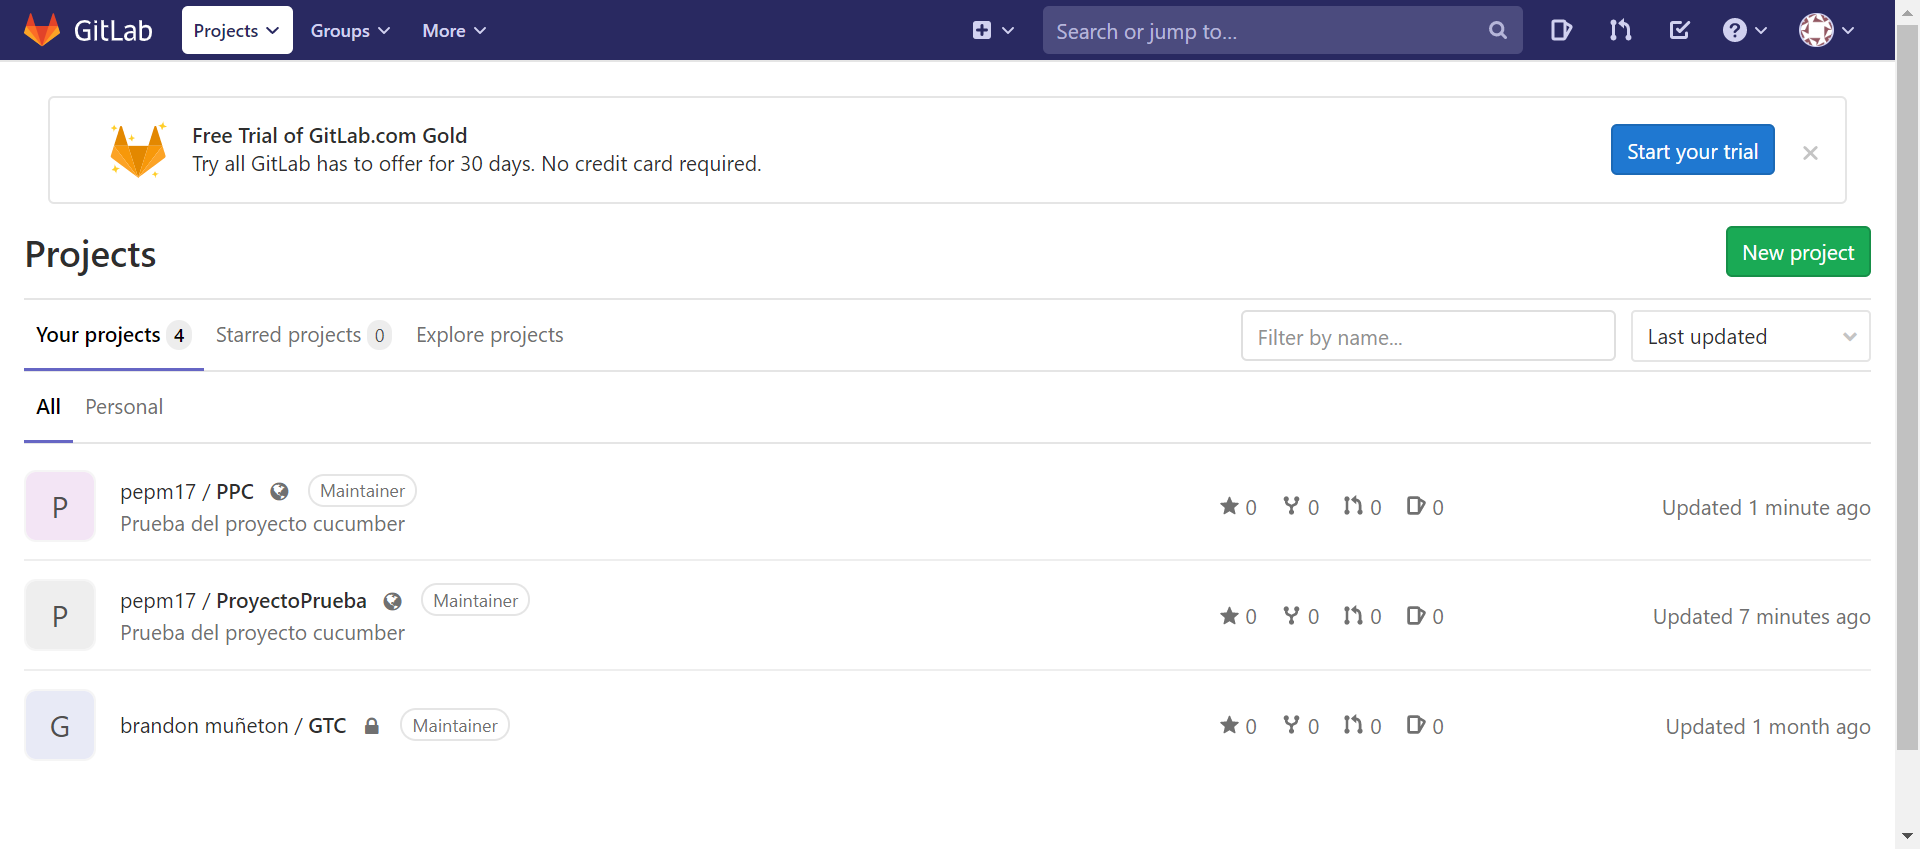 GitLab Projects Groups More Search or jump to...
Free Trial of GitLab.com Gold
Try all GitLab has to offer for 30 days. No credit card required.
Start your trial
Projects
New project
Your projects 4 Starred projects 0 Explore projects Filter by name... Last updated
All Personal
P pepm17 / PPC Maintainer
Prueba del proyecto cucumber
0 0 0 0 Updated 1 minute ago
P pepm17 / ProyectoPrueba Maintainer
Prueba del proyecto cucumber
0 0 0 0 Updated 7 minutes ago
G brandon muñeton / GTC Maintainer 0 0 0 0 Updated 1 month ago